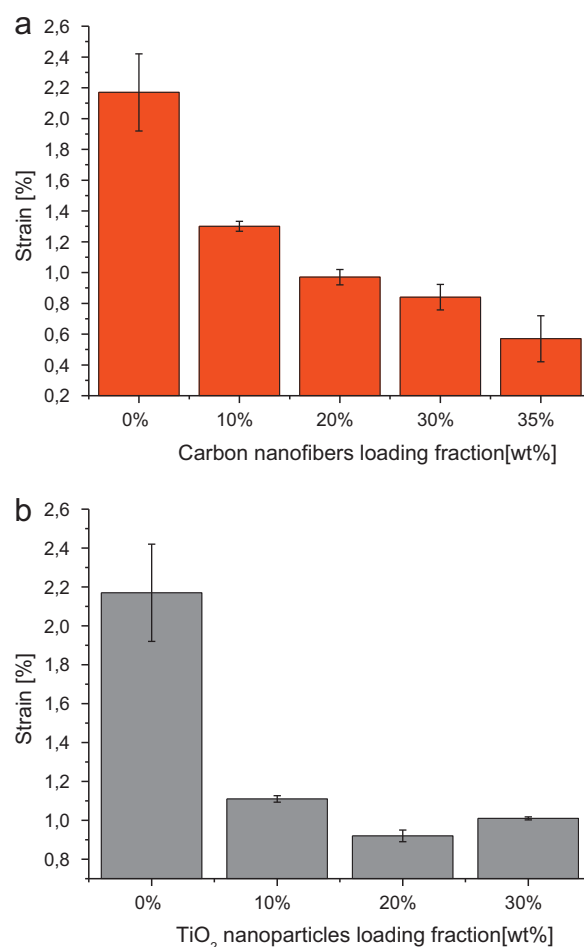 a
2,6
2,4
2,2
2,0
1,8
1,6
1,4
1,2
1,0
0,8
0,6
0,4
0,2
Strain [%]
0% 10% 20% 30% 35%
Carbon nanofibers loading fraction[wt%]
b
2,6
2,4
2,2
2,0
1,8
1,6
1,4
1,2
1,0
0,8
Strain [%]
0% 10% 20% 30%
TiO2 nanoparticles loading fraction[wt%]